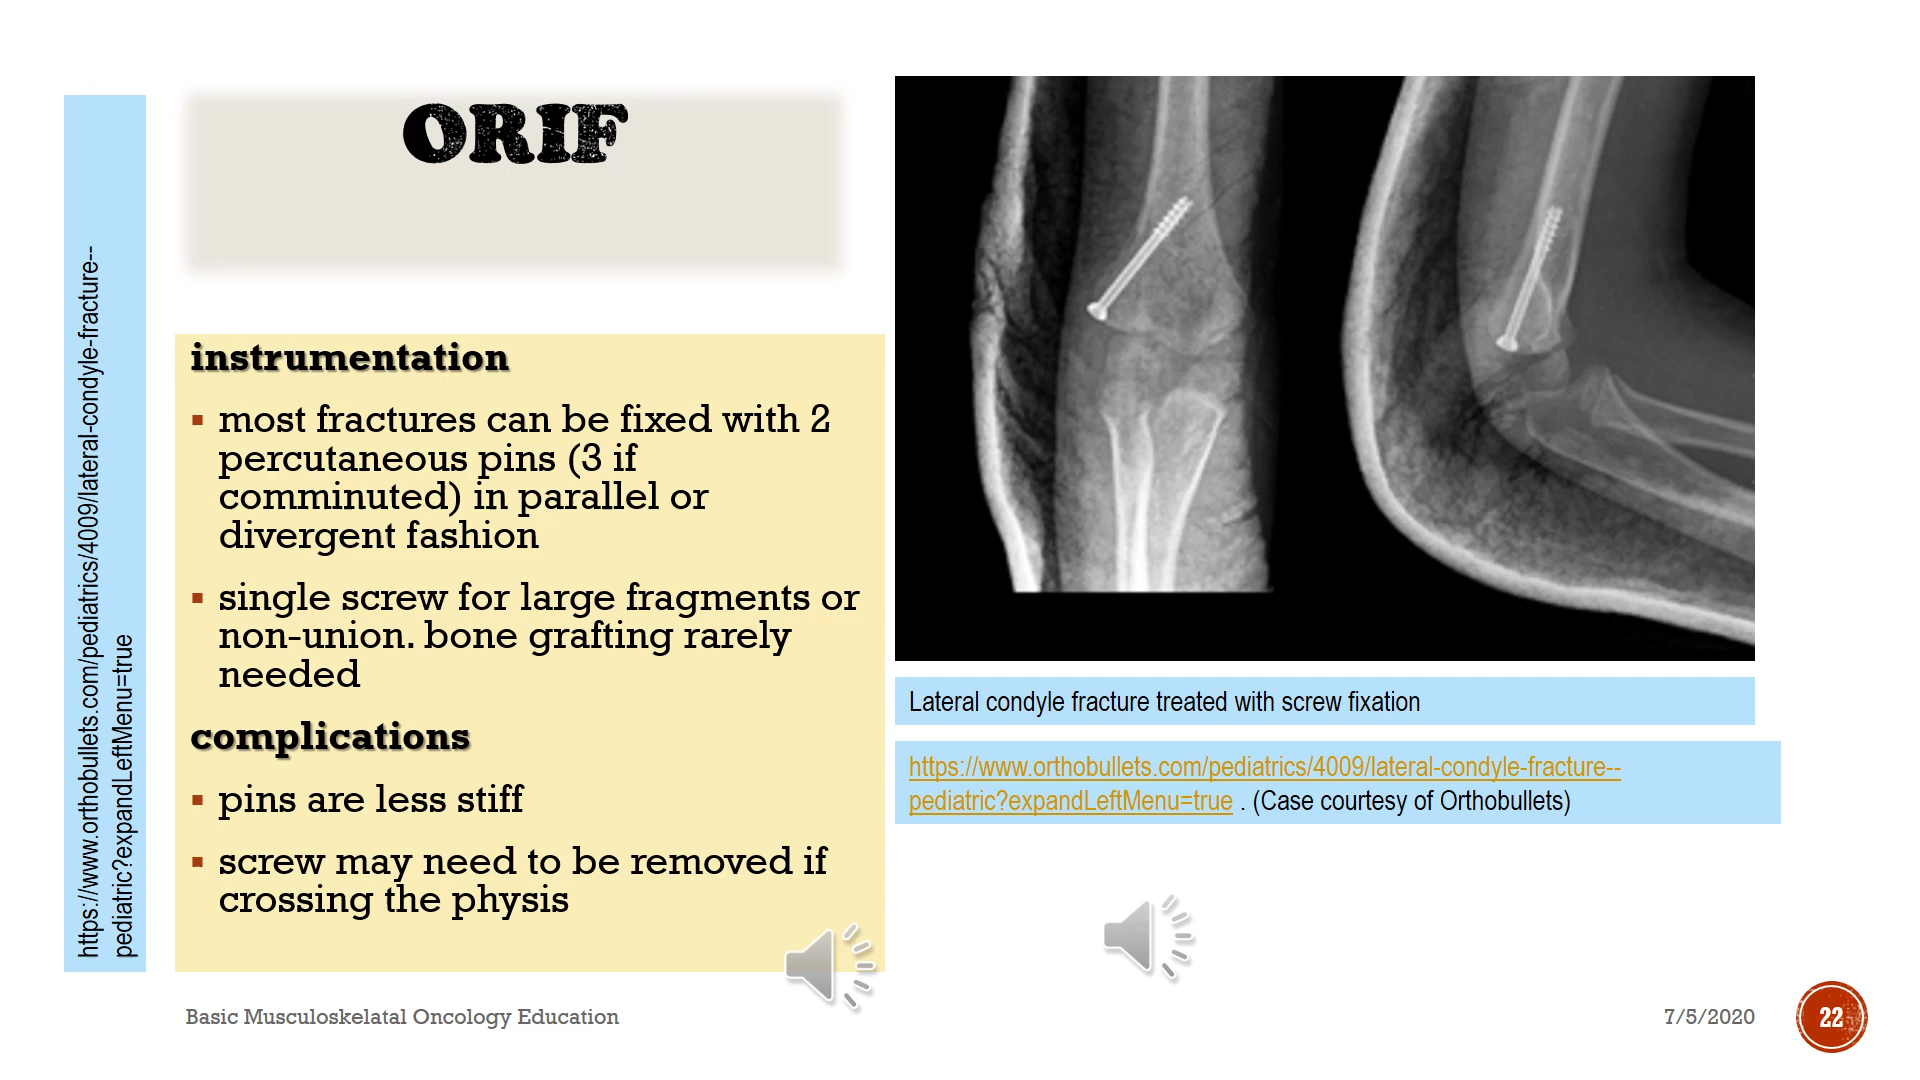 https://www.orthobullets.com/pediatrics/4009/lateral-condyle-fracture--
pediatric?expandLeftMenu=true
ORIF
instrumentation
▪ most fractures can be fixed with 2
percutaneous pins (3 if
comminuted) in parallel or
divergent fashion
▪ single screw for large fragments or
non-union. bone grafting rarely
needed
complications
▪ pins are less stiff
▪ screw may need to be removed if
crossing the physis
Lateral condyle fracture treated with screw fixation
https://www.orthobullets.com/pediatrics/4009/lateral-condyle-fracture--
pediatric?expandLeftMenu=true . (Case courtesy of Orthobullets)
Basic Musculoskelatal Oncology Education
7/5/2020
22